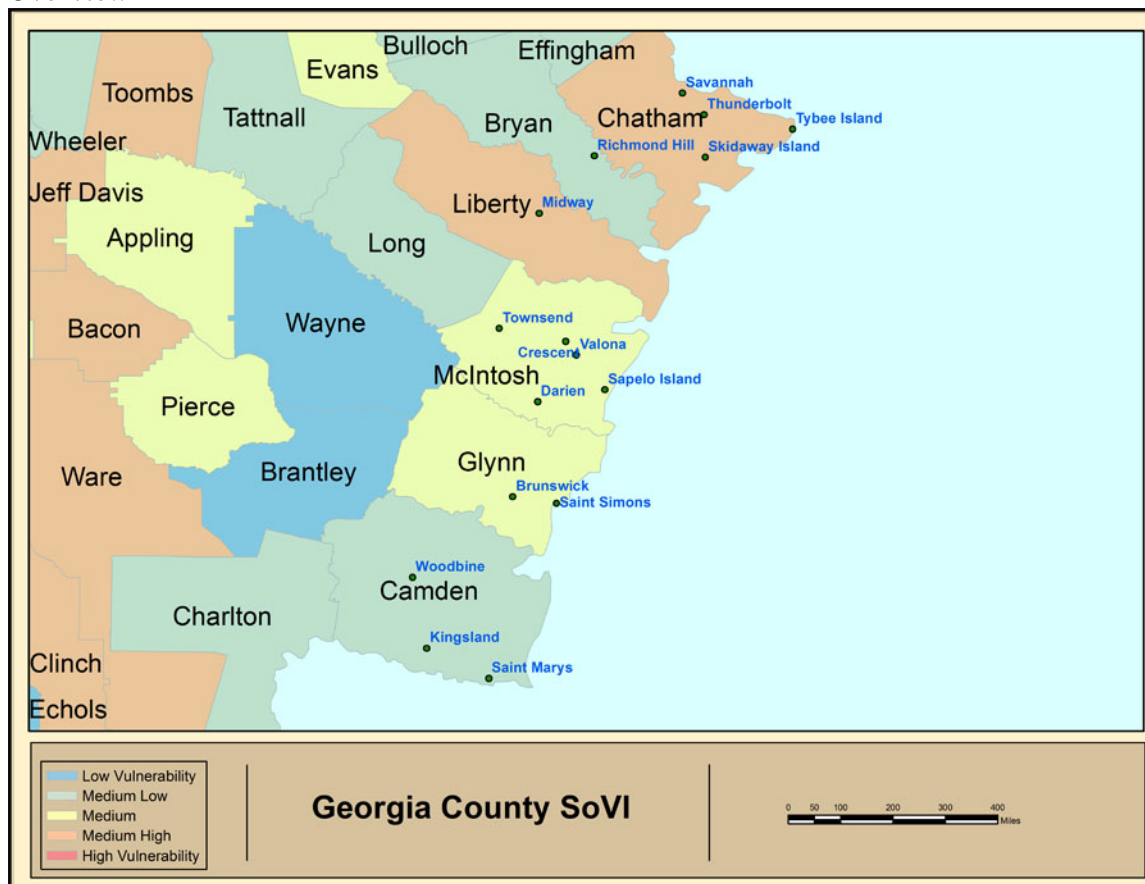 Bulloch
Effingham
Evans
Toombs
Savannah
Tattnall
Thunderbolt
Chatham
Bryan
Tybee Island
Wheeler
Richmond Hill
Skidaway Island
Jeff Davis
Liberty
Midway
Appling
Long
Wayne
Townsend
Bacon
Valona
Crescent
McIntosh
Sapelo Island
Darien
Pierce
Glynn
Ware
Brantley
Brunswick
Saint Simons
Woodbine
Camden
Charlton
Kingsland
Clinch
Saint Marys
Echols
Low Vulnerability
Medium Low
Medium
Medium High
High Vulnerability
Georgia County SoVI
0 50 100 200 300 400
Miles